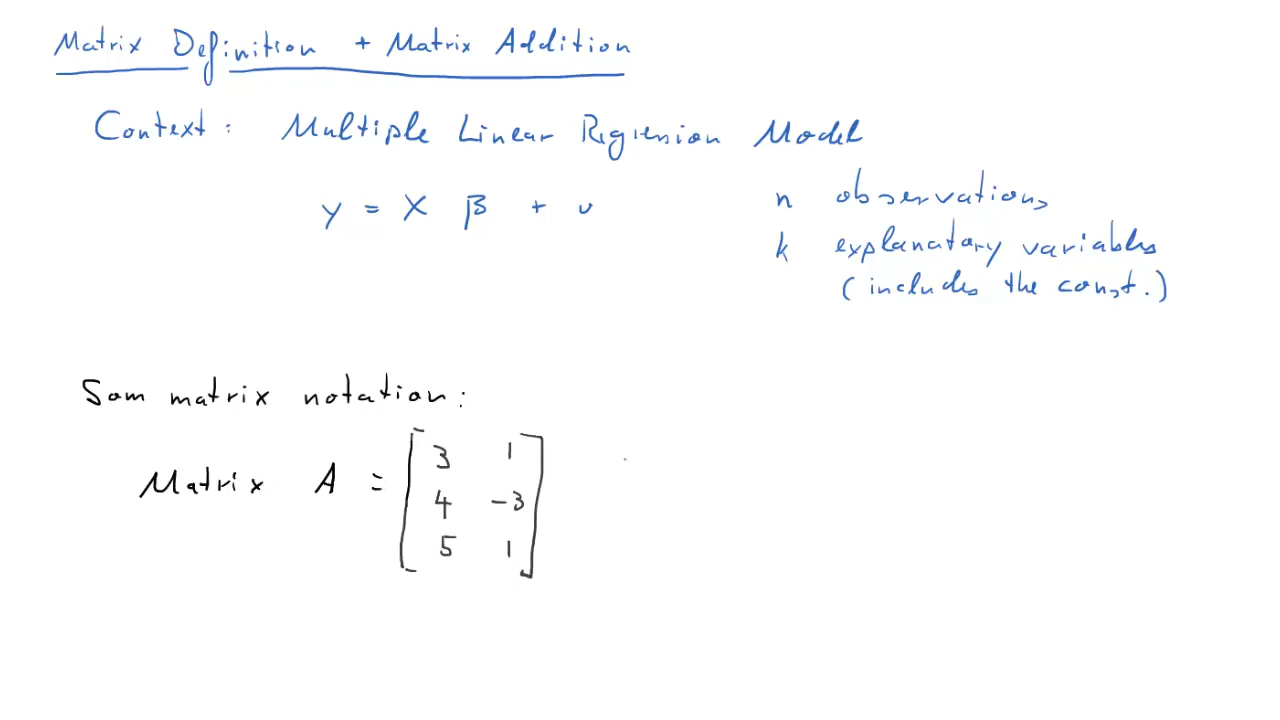 Matrix Definition + Matrix Addition
Context: Multiple Linear Regression Model
y = X β + u
n observations
k explanatory variables
(includes the const.)
Som matrix notation:
Matrix A = [ 3 1
4 -3
5 1 ]